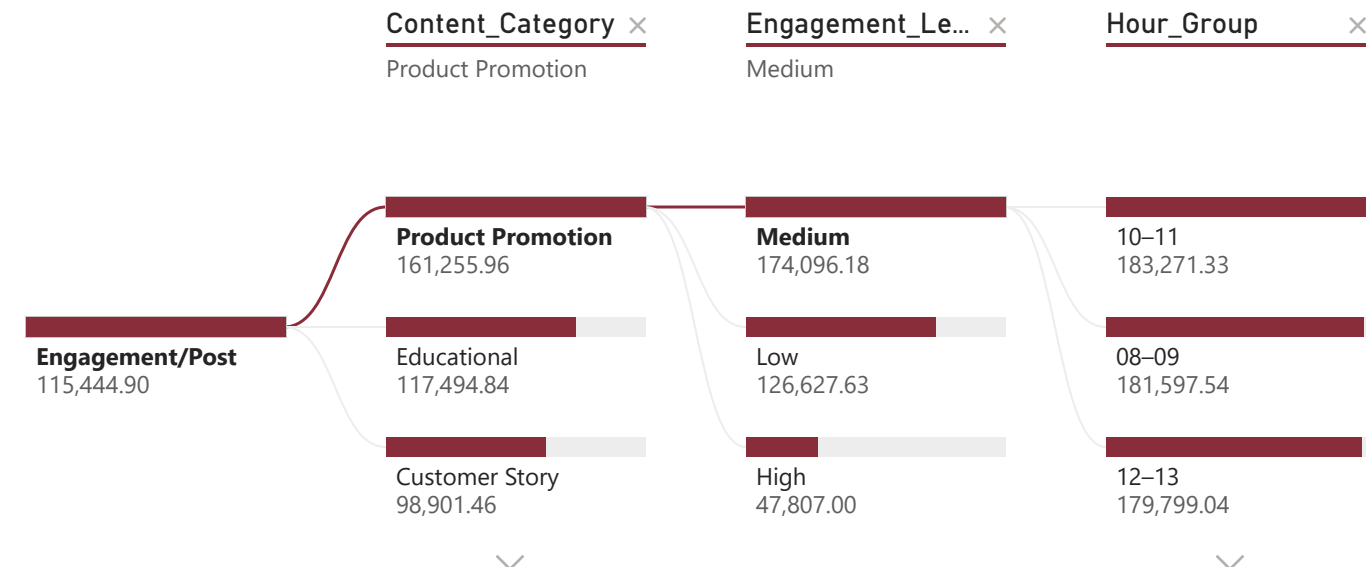 Content_Category
Engagement_Le...
Hour_Group
Product Promotion
Medium
Product Promotion
161,255.96
Medium
174,096.18
10–11
183,271.33
Engagement/Post
115,444.90
Educational
117,494.84
Low
126,627.63
08–09
181,597.54
Customer Story
98,901.46
High
47,807.00
12–13
179,799.04